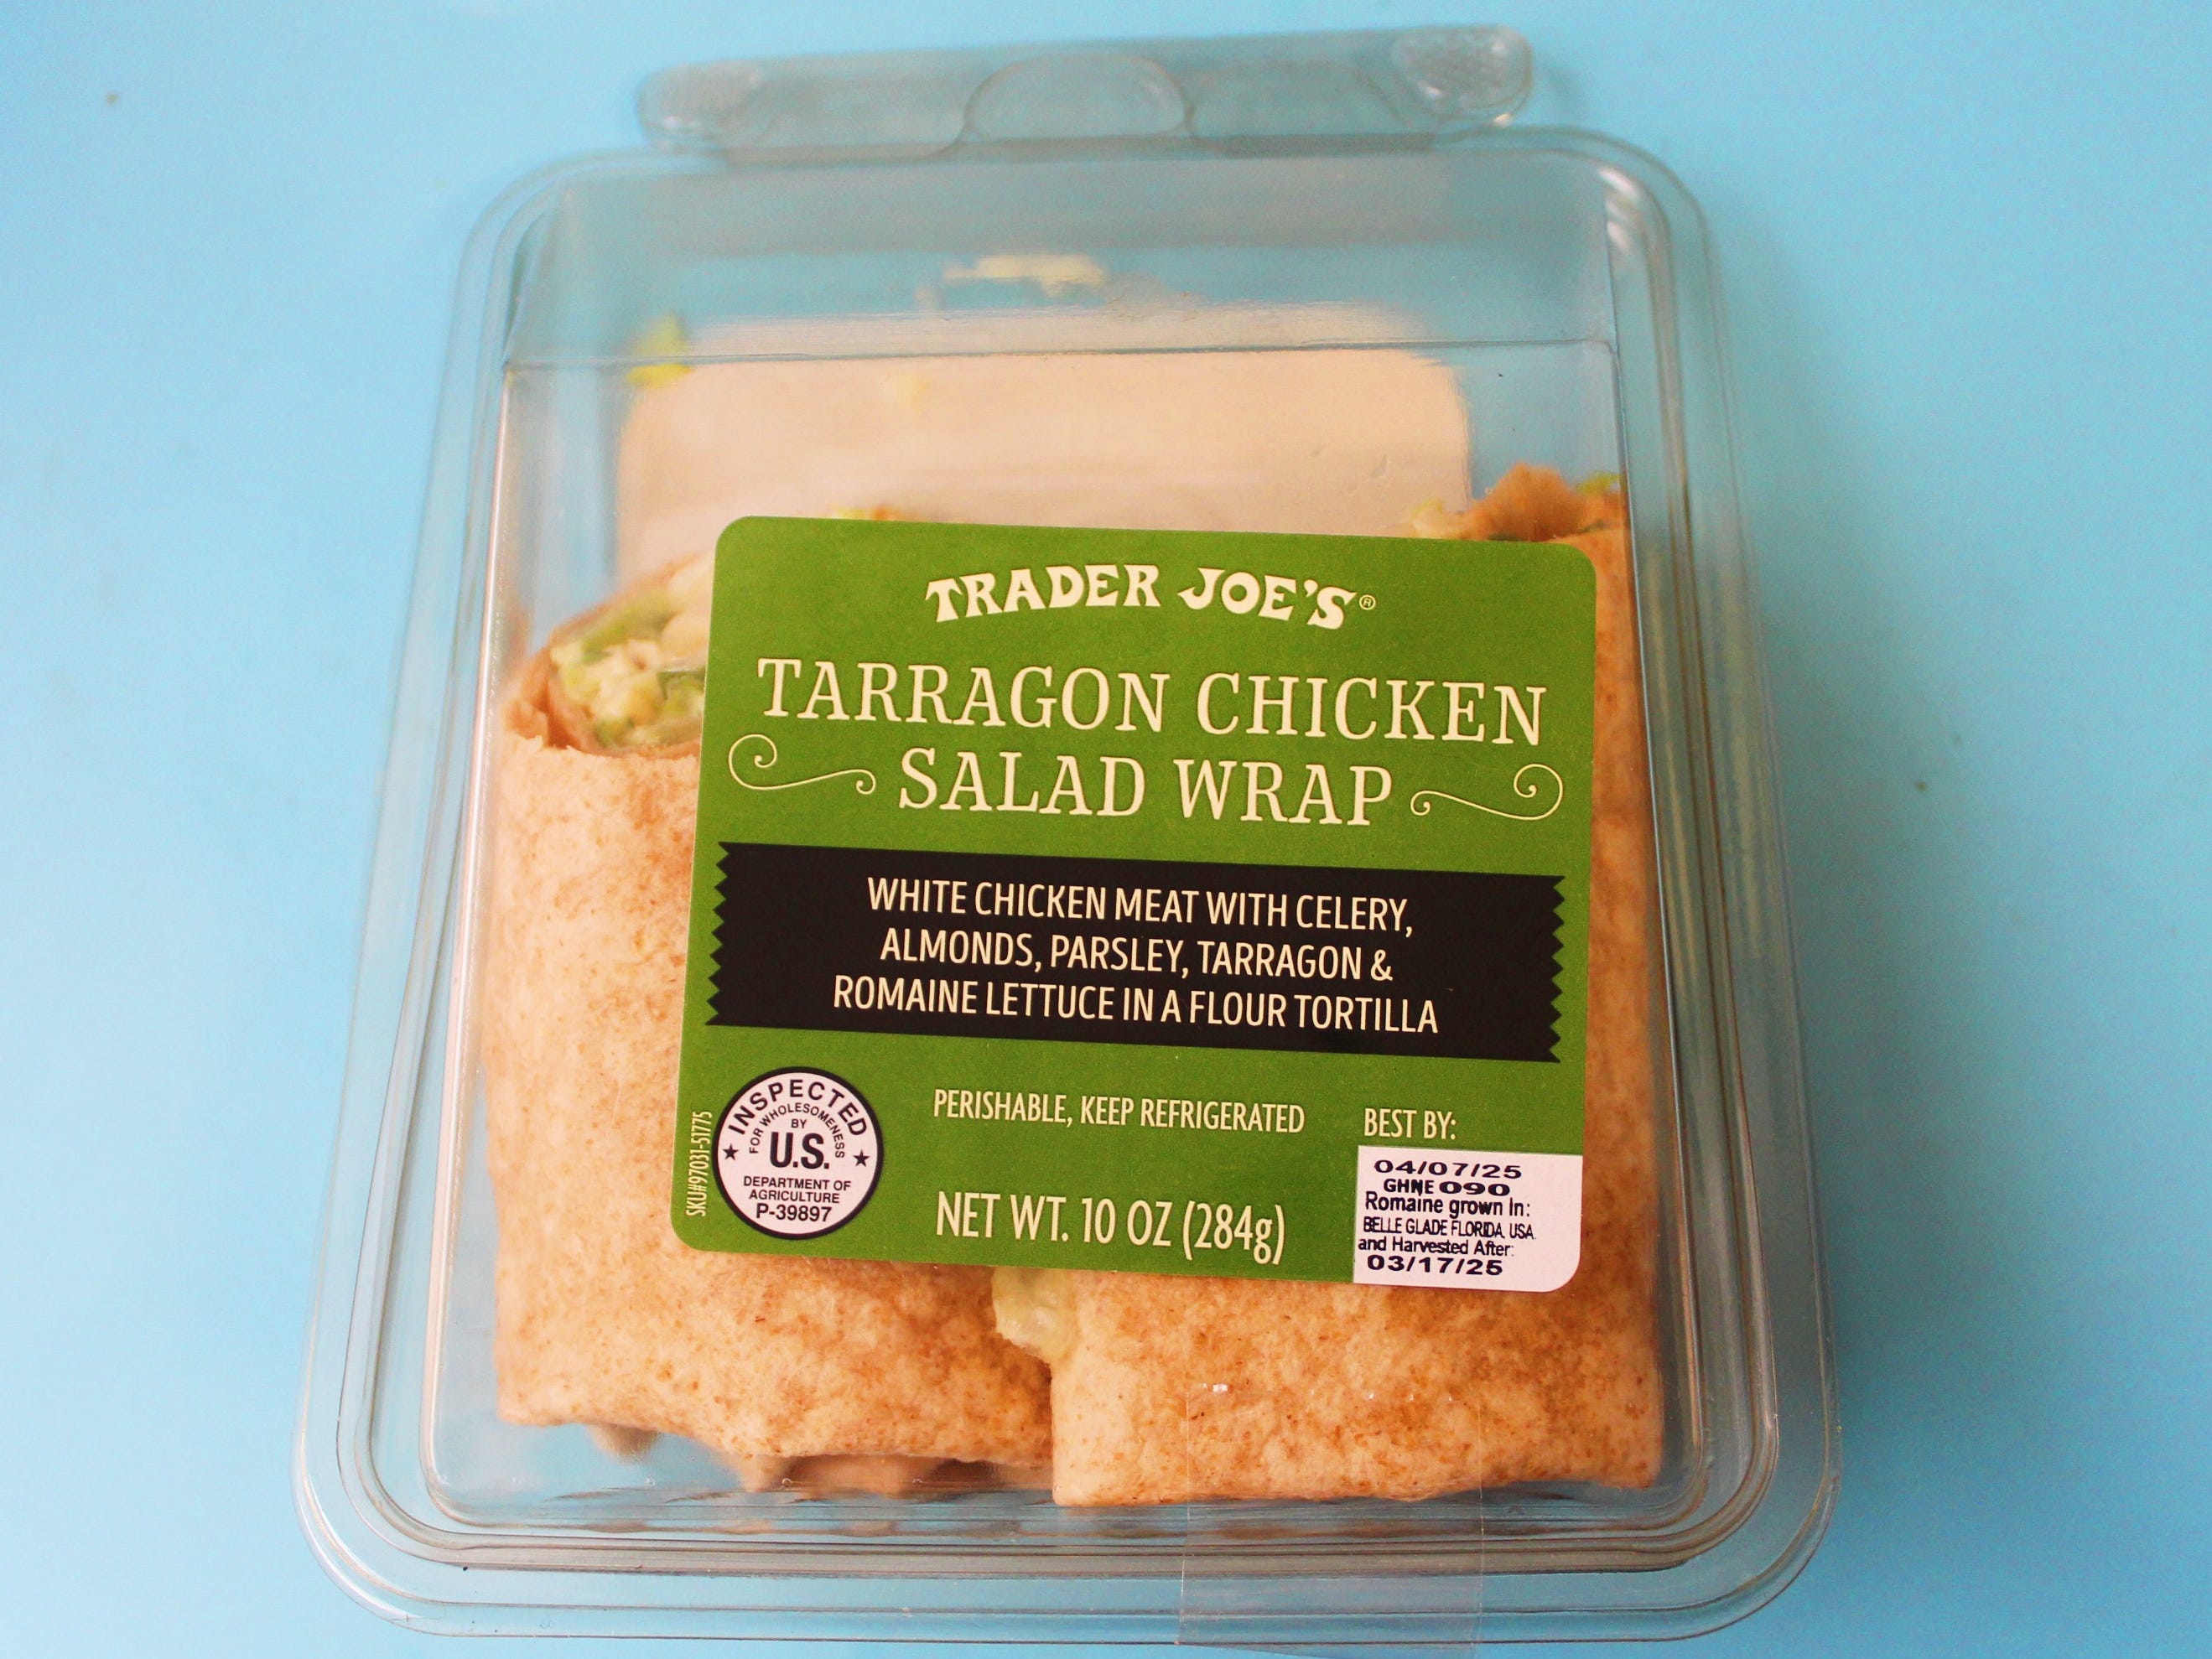 TRADER JOE'S®
TARRAGON CHICKEN
SALAD WRAP
WHITE CHICKEN MEAT WITH CELERY,
ALMONDS, PARSLEY, TARRAGON &
ROMAINE LETTUCE IN A FLOUR TORTILLA
SKU#97031-51775
INSPECTED
FOR WHOLESOMENESS
BY
U.S.
DEPARTMENT OF
AGRICULTURE
P-39897
PERISHABLE, KEEP REFRIGERATED
NET WT. 10 OZ (284g)
BEST BY:
04/07/25
GHNE 090
Romaine grown In:
BELLE GLADE FLORIDA, USA.
and Harvested After:
03/17/25